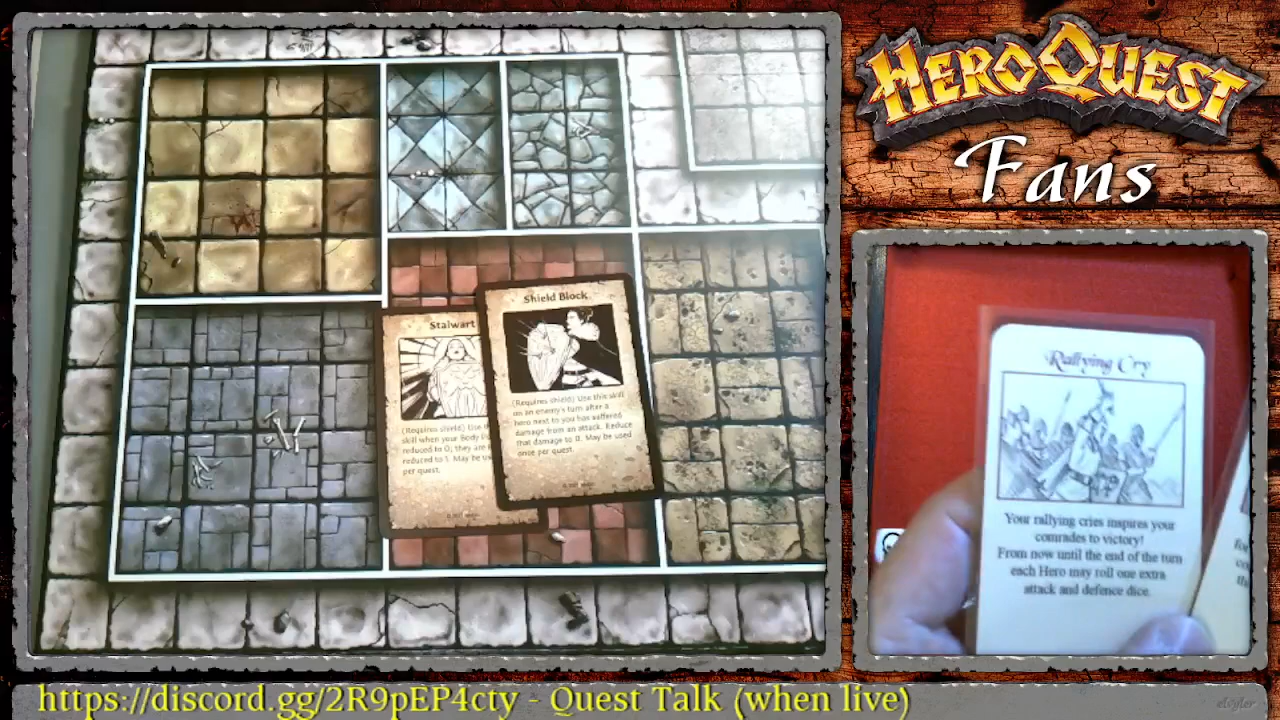 HEROQUEST
Fans
Stalwart
(Requires shield) Use
skill when your Body
reduced to 0; they are
reduced to 1. May be
per quest.
Shield Block
(Requires shield) Use this skill
on an enemy's turn after a
hero next to you has suffered
damage from an attack. Reduce
that damage to 0. May be used
once per quest.
Rallying Cry
Your rallying cries inspires your
comrades to victory!
From now until the end of the turn
each Hero may roll one extra
attack and defence dice.
https://discord.gg/2R9pEP4cty - Quest Talk (when live)